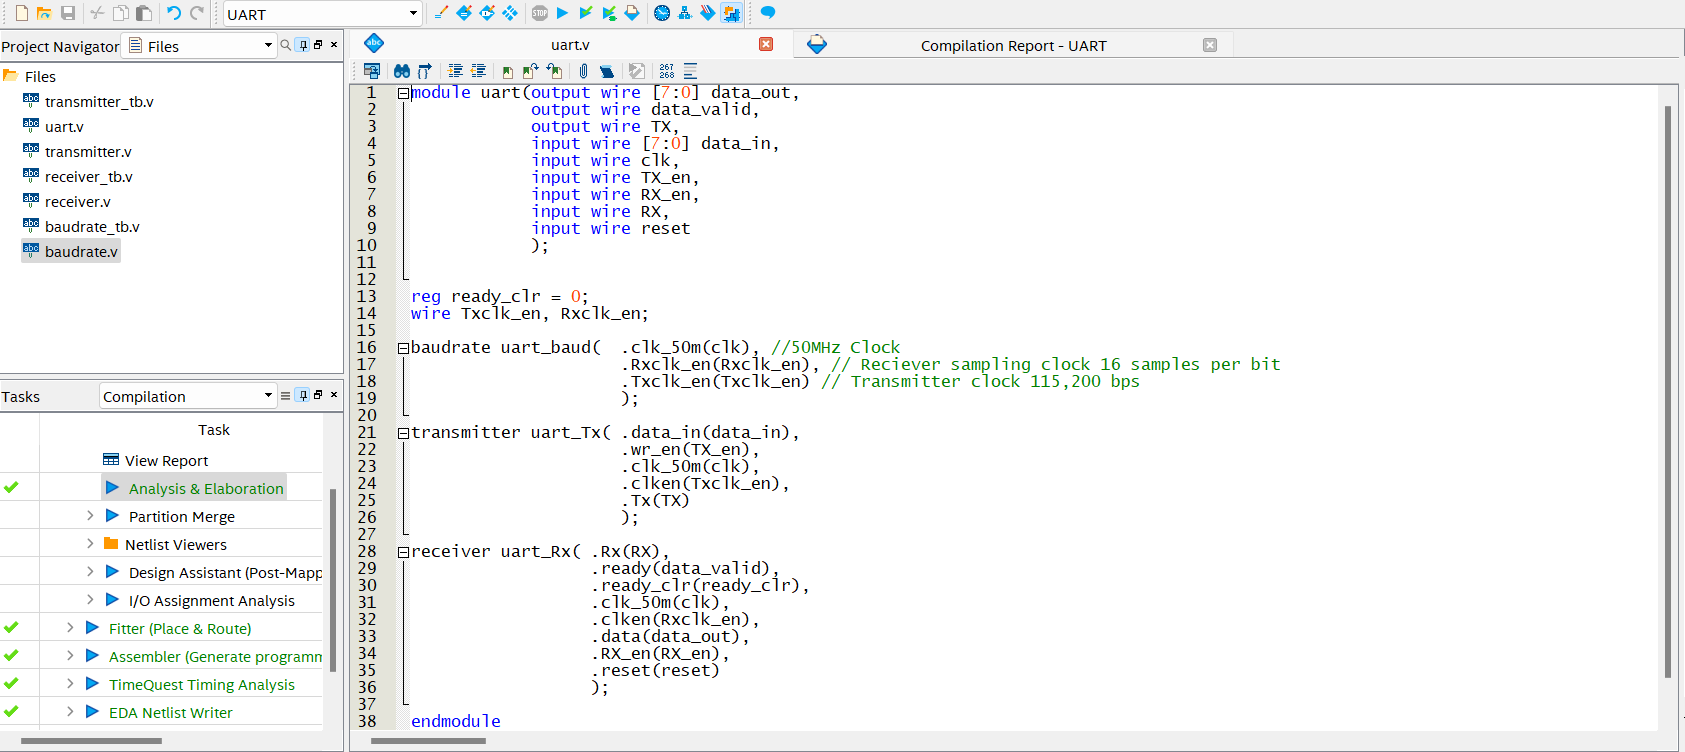 UART
Project Navigator
Files
uart.v
Compilation Report - UART
Files
transmitter_tb.v
uart.v
transmitter.v
receiver_tb.v
receiver.v
baudrate_tb.v
baudrate.v
267
268
1 module uart(output wire [7:0] data_out,
2 output wire data_valid,
3 output wire TX,
4 input wire [7:0] data_in,
5 input wire clk,
6 input wire TX_en,
7 input wire RX_en,
8 input wire RX,
9 input wire reset
10 );
11
12
13 reg ready_clr = 0;
14 wire Txclk_en, Rxclk_en;
15
16 baudrate uart_baud( .clk_50m(clk), //50MHz Clock
17 .Rxclk_en(Rxclk_en), // Reciever sampling clock 16 samples per bit
18 .Txclk_en(Txclk_en) // Transmitter clock 115,200 bps
19 );
20
21 transmitter uart_Tx( .data_in(data_in),
22 .wr_en(TX_en),
23 .clk_50m(clk),
24 .clken(Txclk_en),
25 .Tx(TX)
26 );
27
28 receiver uart_Rx( .Rx(RX),
29 .ready(data_valid),
30 .ready_clr(ready_clr),
31 .clk_50m(clk),
32 .clken(Rxclk_en),
33 .data(data_out),
34 .RX_en(RX_en),
35 .reset(reset)
36 );
37
38 endmodule
Tasks
Compilation
Task
View Report
Analysis & Elaboration
Partition Merge
Netlist Viewers
Design Assistant (Post-Mapp
I/O Assignment Analysis
Fitter (Place & Route)
Assembler (Generate programm
TimeQuest Timing Analysis
EDA Netlist Writer